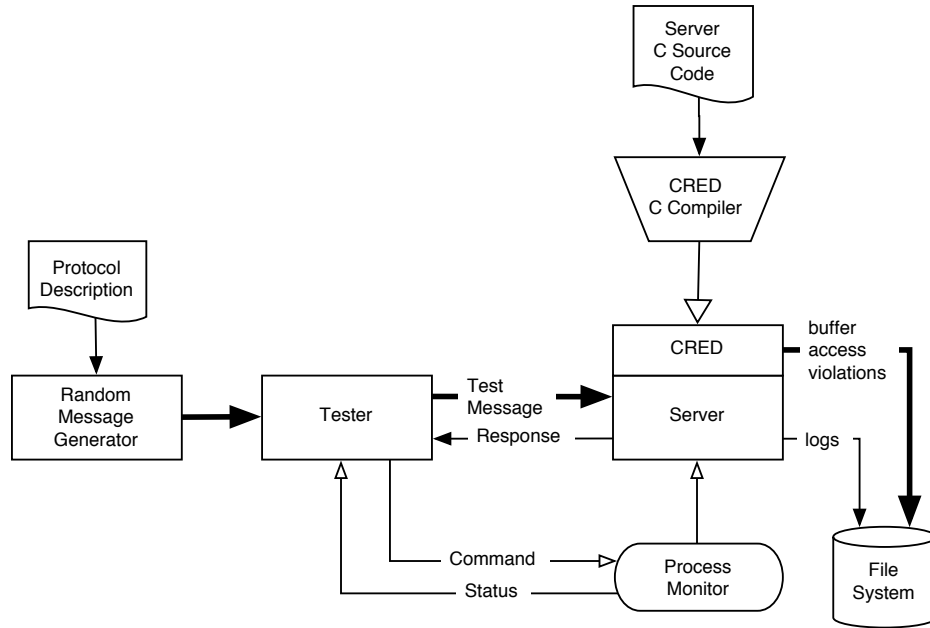 Server
C Source
Code
CRED
C Compiler
Protocol
Description
CRED
buffer
access
violations
Random
Message
Generator
Tester
Test
Message
Server
Response
logs
Command
Status
Process
Monitor
File
System